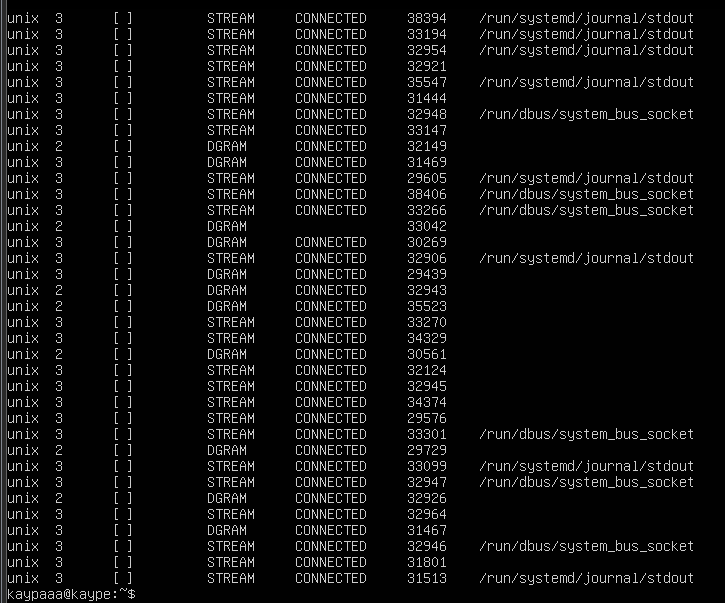 unix  3      [ ]         STREAM     CONNECTED     38394    /run/systemd/journal/stdout
unix  3      [ ]         STREAM     CONNECTED     33194    /run/systemd/journal/stdout
unix  3      [ ]         STREAM     CONNECTED     32954    /run/systemd/journal/stdout
unix  3      [ ]         STREAM     CONNECTED     32921
unix  3      [ ]         STREAM     CONNECTED     35547    /run/systemd/journal/stdout
unix  3      [ ]         STREAM     CONNECTED     31444
unix  3      [ ]         STREAM     CONNECTED     32948    /run/dbus/system_bus_socket
unix  3      [ ]         STREAM     CONNECTED     33147
unix  2      [ ]         DGRAM      CONNECTED     32149
unix  3      [ ]         DGRAM      CONNECTED     31469
unix  3      [ ]         STREAM     CONNECTED     29605    /run/systemd/journal/stdout
unix  3      [ ]         STREAM     CONNECTED     38406    /run/dbus/system_bus_socket
unix  3      [ ]         STREAM     CONNECTED     33266    /run/dbus/system_bus_socket
unix  2      [ ]         DGRAM                    33042
unix  3      [ ]         DGRAM      CONNECTED     30269
unix  3      [ ]         STREAM     CONNECTED     32906    /run/systemd/journal/stdout
unix  3      [ ]         DGRAM      CONNECTED     29439
unix  2      [ ]         DGRAM      CONNECTED     32943
unix  2      [ ]         DGRAM      CONNECTED     35523
unix  3      [ ]         STREAM     CONNECTED     33270
unix  3      [ ]         STREAM     CONNECTED     34329
unix  2      [ ]         DGRAM      CONNECTED     30561
unix  3      [ ]         STREAM     CONNECTED     32124
unix  3      [ ]         STREAM     CONNECTED     32945
unix  3      [ ]         STREAM     CONNECTED     34374
unix  3      [ ]         STREAM     CONNECTED     29576
unix  3      [ ]         STREAM     CONNECTED     33301    /run/dbus/system_bus_socket
unix  2      [ ]         DGRAM      CONNECTED     29729
unix  3      [ ]         STREAM     CONNECTED     33099    /run/systemd/journal/stdout
unix  3      [ ]         STREAM     CONNECTED     32947    /run/dbus/system_bus_socket
unix  2      [ ]         DGRAM      CONNECTED     32926
unix  3      [ ]         STREAM     CONNECTED     32964
unix  3      [ ]         DGRAM      CONNECTED     31467
unix  3      [ ]         STREAM     CONNECTED     32946    /run/dbus/system_bus_socket
unix  3      [ ]         STREAM     CONNECTED     31801
unix  3      [ ]         STREAM     CONNECTED     31513    /run/systemd/journal/stdout
kaypaaa@kaype:~$